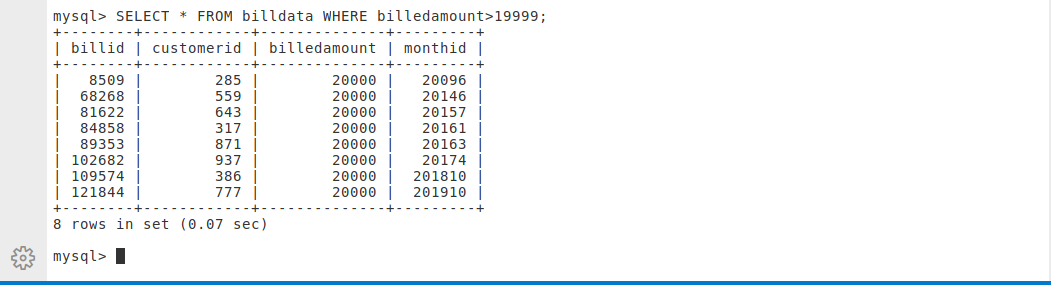 mysql> SELECT * FROM billdata WHERE billedamount>19999;
+--------+------------+--------------+---------+
| billid | customerid | billedamount | monthid |
+--------+------------+--------------+---------+
|   8509 |        285 |        20000 |   20096 |
|  68268 |        559 |        20000 |   20146 |
|  81622 |        643 |        20000 |   20157 |
|  84858 |        317 |        20000 |   20161 |
|  89353 |        871 |        20000 |   20163 |
| 102682 |        937 |        20000 |   20174 |
| 109574 |        386 |        20000 |  201810 |
| 121844 |        777 |        20000 |  201910 |
+--------+------------+--------------+---------+
8 rows in set (0.07 sec)
mysql>